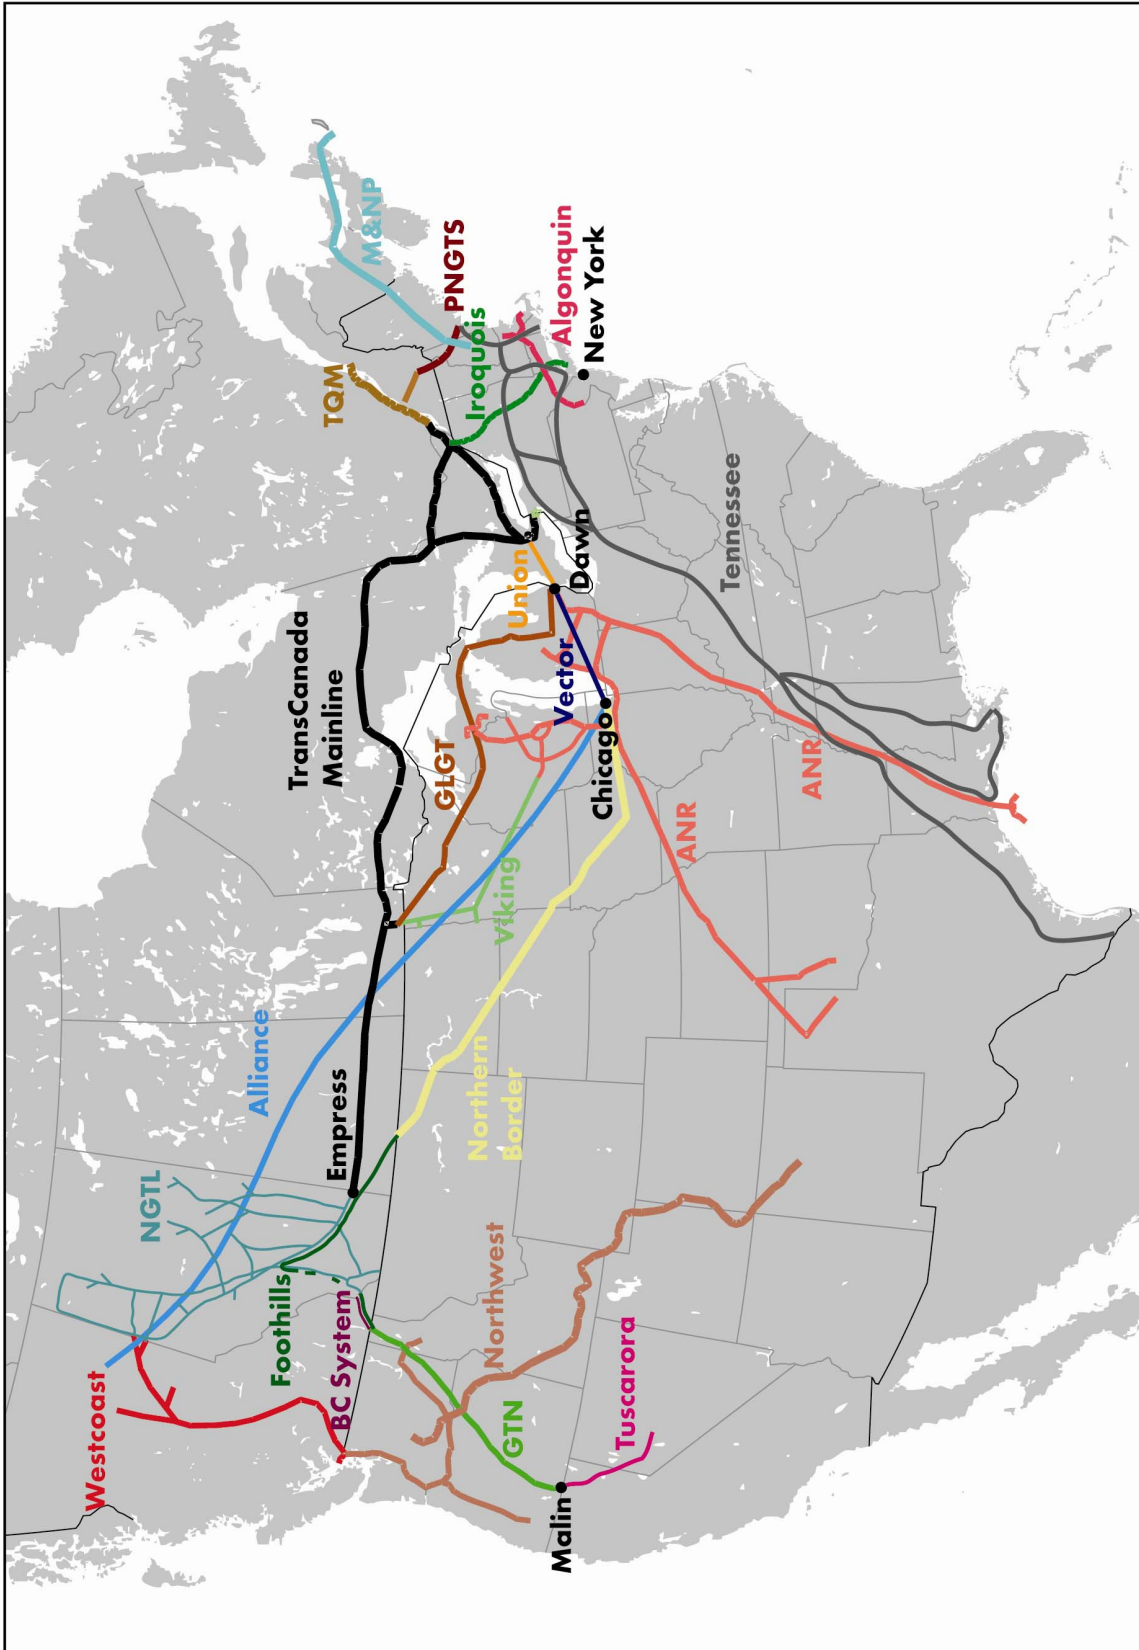 Westcoast
NGTL
Alliance
Foothills
BC System
Empress
TransCanada
Mainline
TQM
M&NP
PNGTS
Iroquois
Algonquin
New York
Union
Dawn
GLGT
Vector
Chicago
Viking
Northern
Border
Northwest
GTN
Malin
Tuscarora
ANR
ANR
Tennessee